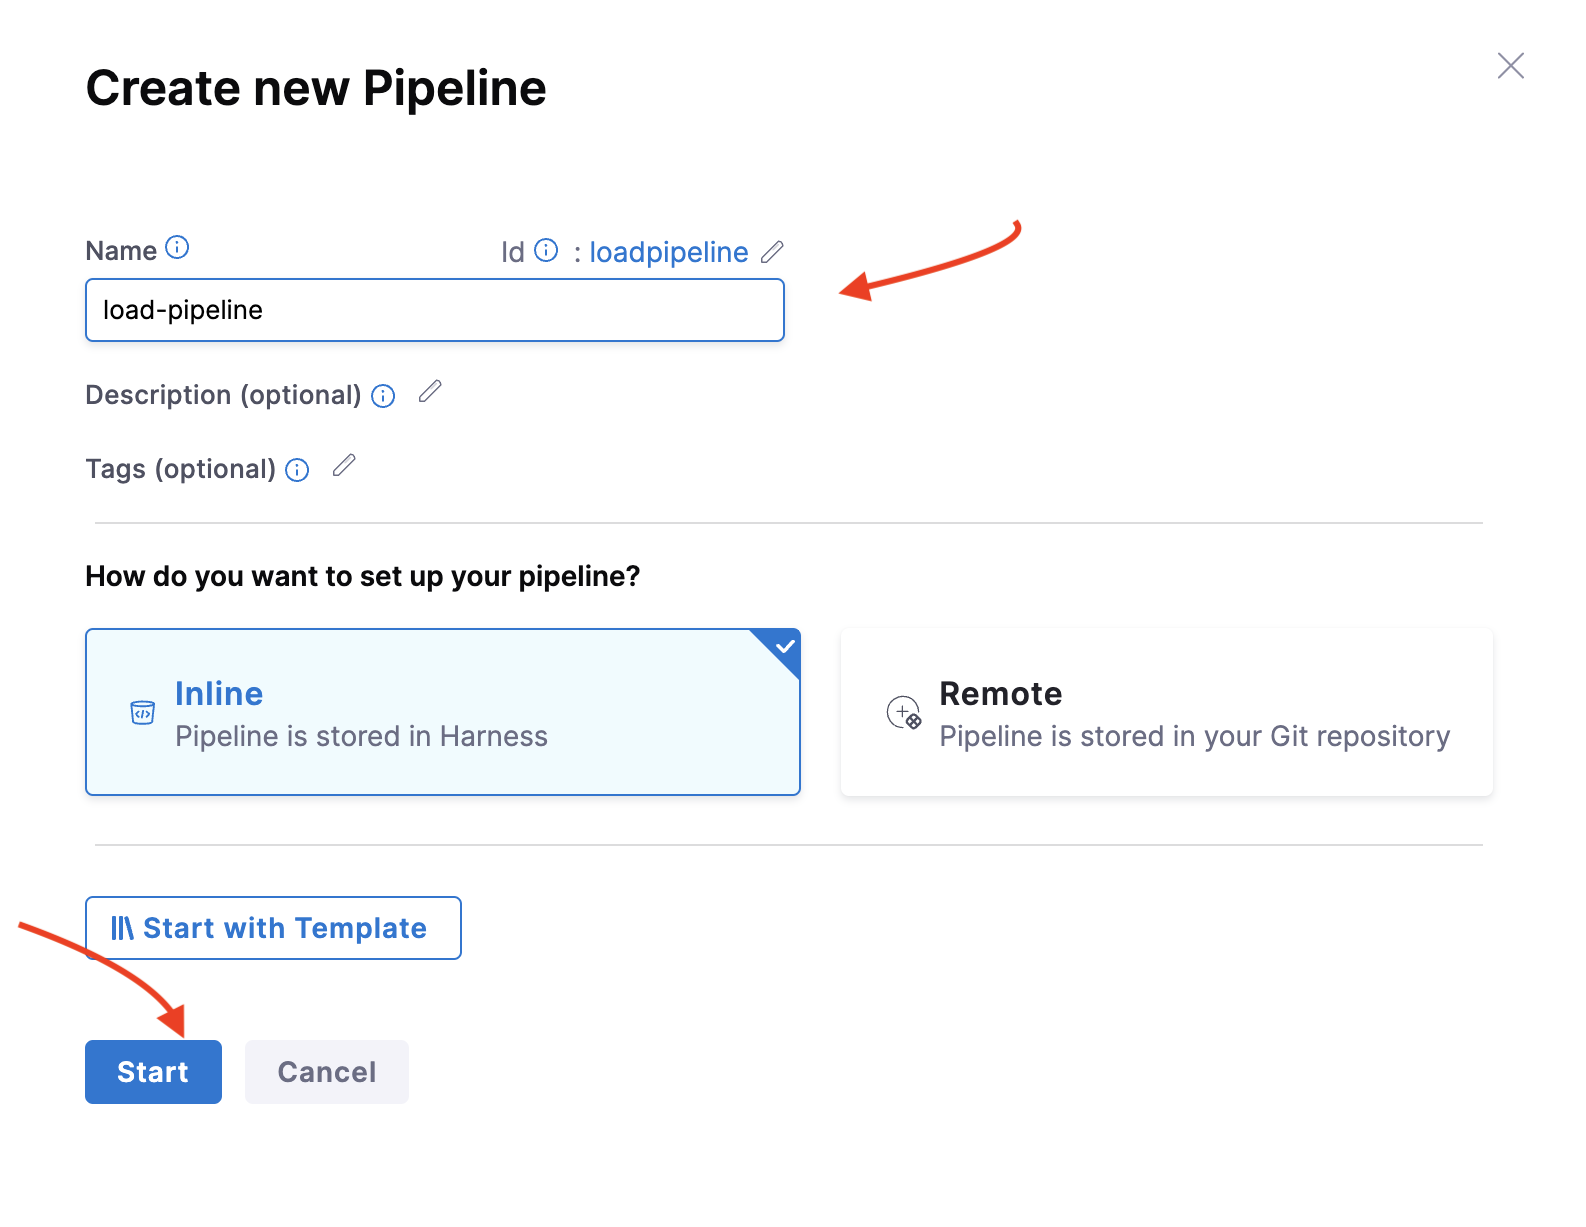 Create new Pipeline
Name Id : loadpipeline
load-pipeline
Description (optional)
Tags (optional)
How do you want to set up your pipeline?
Inline
Pipeline is stored in Harness
Remote
Pipeline is stored in your Git repository
Start with Template
Start Cancel